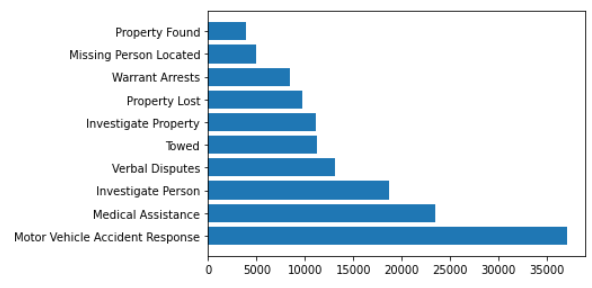 Property Found
Missing Person Located
Warrant Arrests
Property Lost
Investigate Property
Towed
Verbal Disputes
Investigate Person
Medical Assistance
Motor Vehicle Accident Response
0 5000 10000 15000 20000 25000 30000 35000